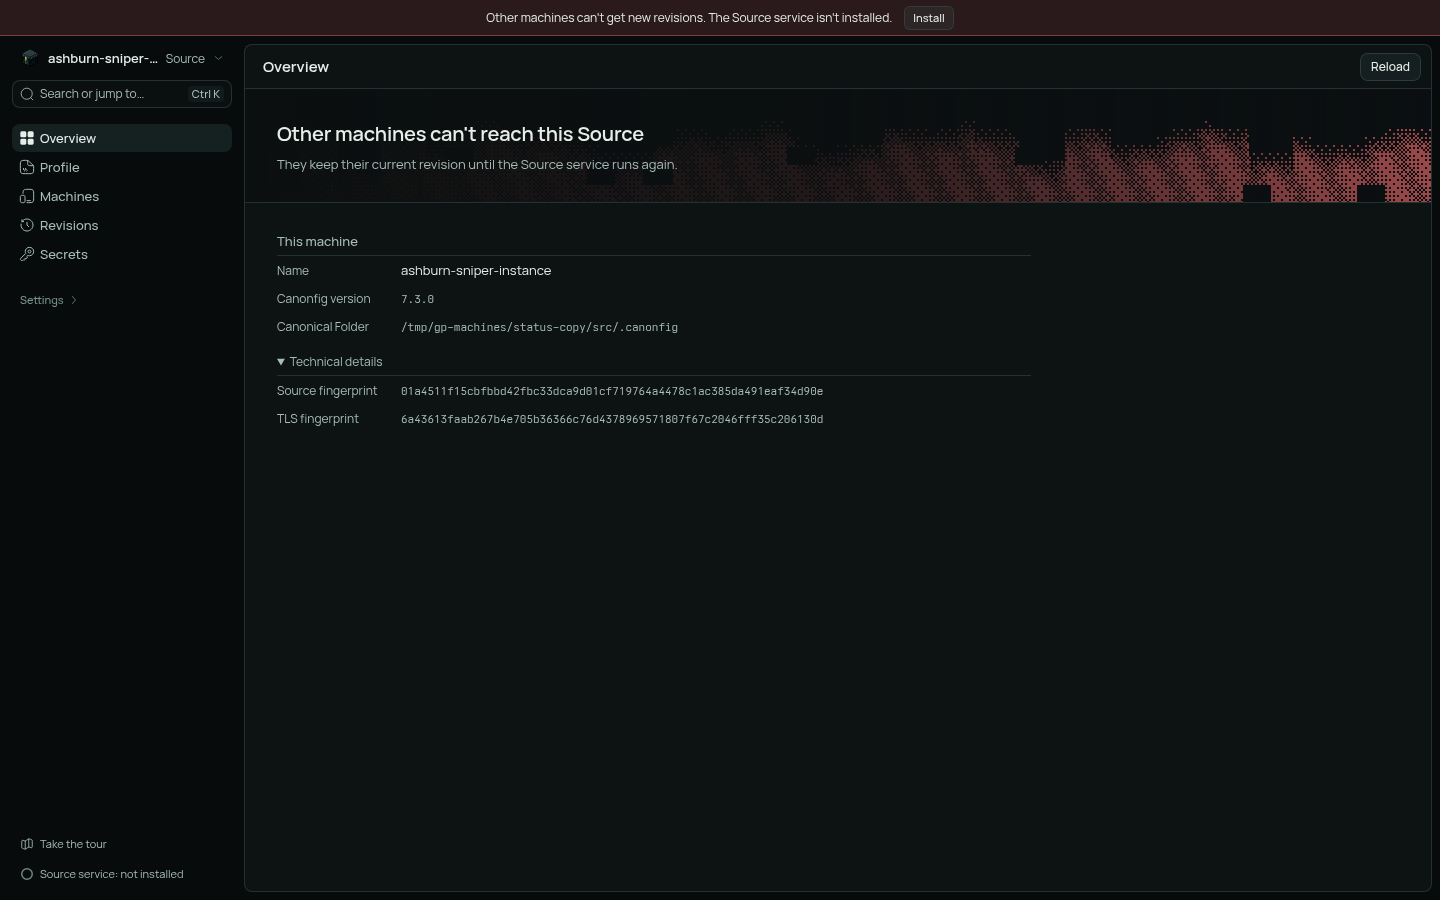 Other machines can't get new revisions. The Source service isn't installed.
Install
ashburn-sniper-...
Source
Search or jump to...
Ctrl K
Overview
Profile
Machines
Revisions
Secrets
Settings
Take the tour
Source service: not installed
Overview
Reload
Other machines can't reach this Source
They keep their current revision until the Source service runs again.
This machine
Name ashburn-sniper-instance
Canonfig version 7.3.0
Canonical Folder /tmp/gp-machines/status-copy/src/.canonfig
Technical details
Source fingerprint 01a4511f15cbfbbd42fbc33dca9d01cf719764a4478c1ac385da491eaf34d90e
TLS fingerprint 6a43613faab267b4e705b36366c76d4378969571807f67c2046fff35c206130d